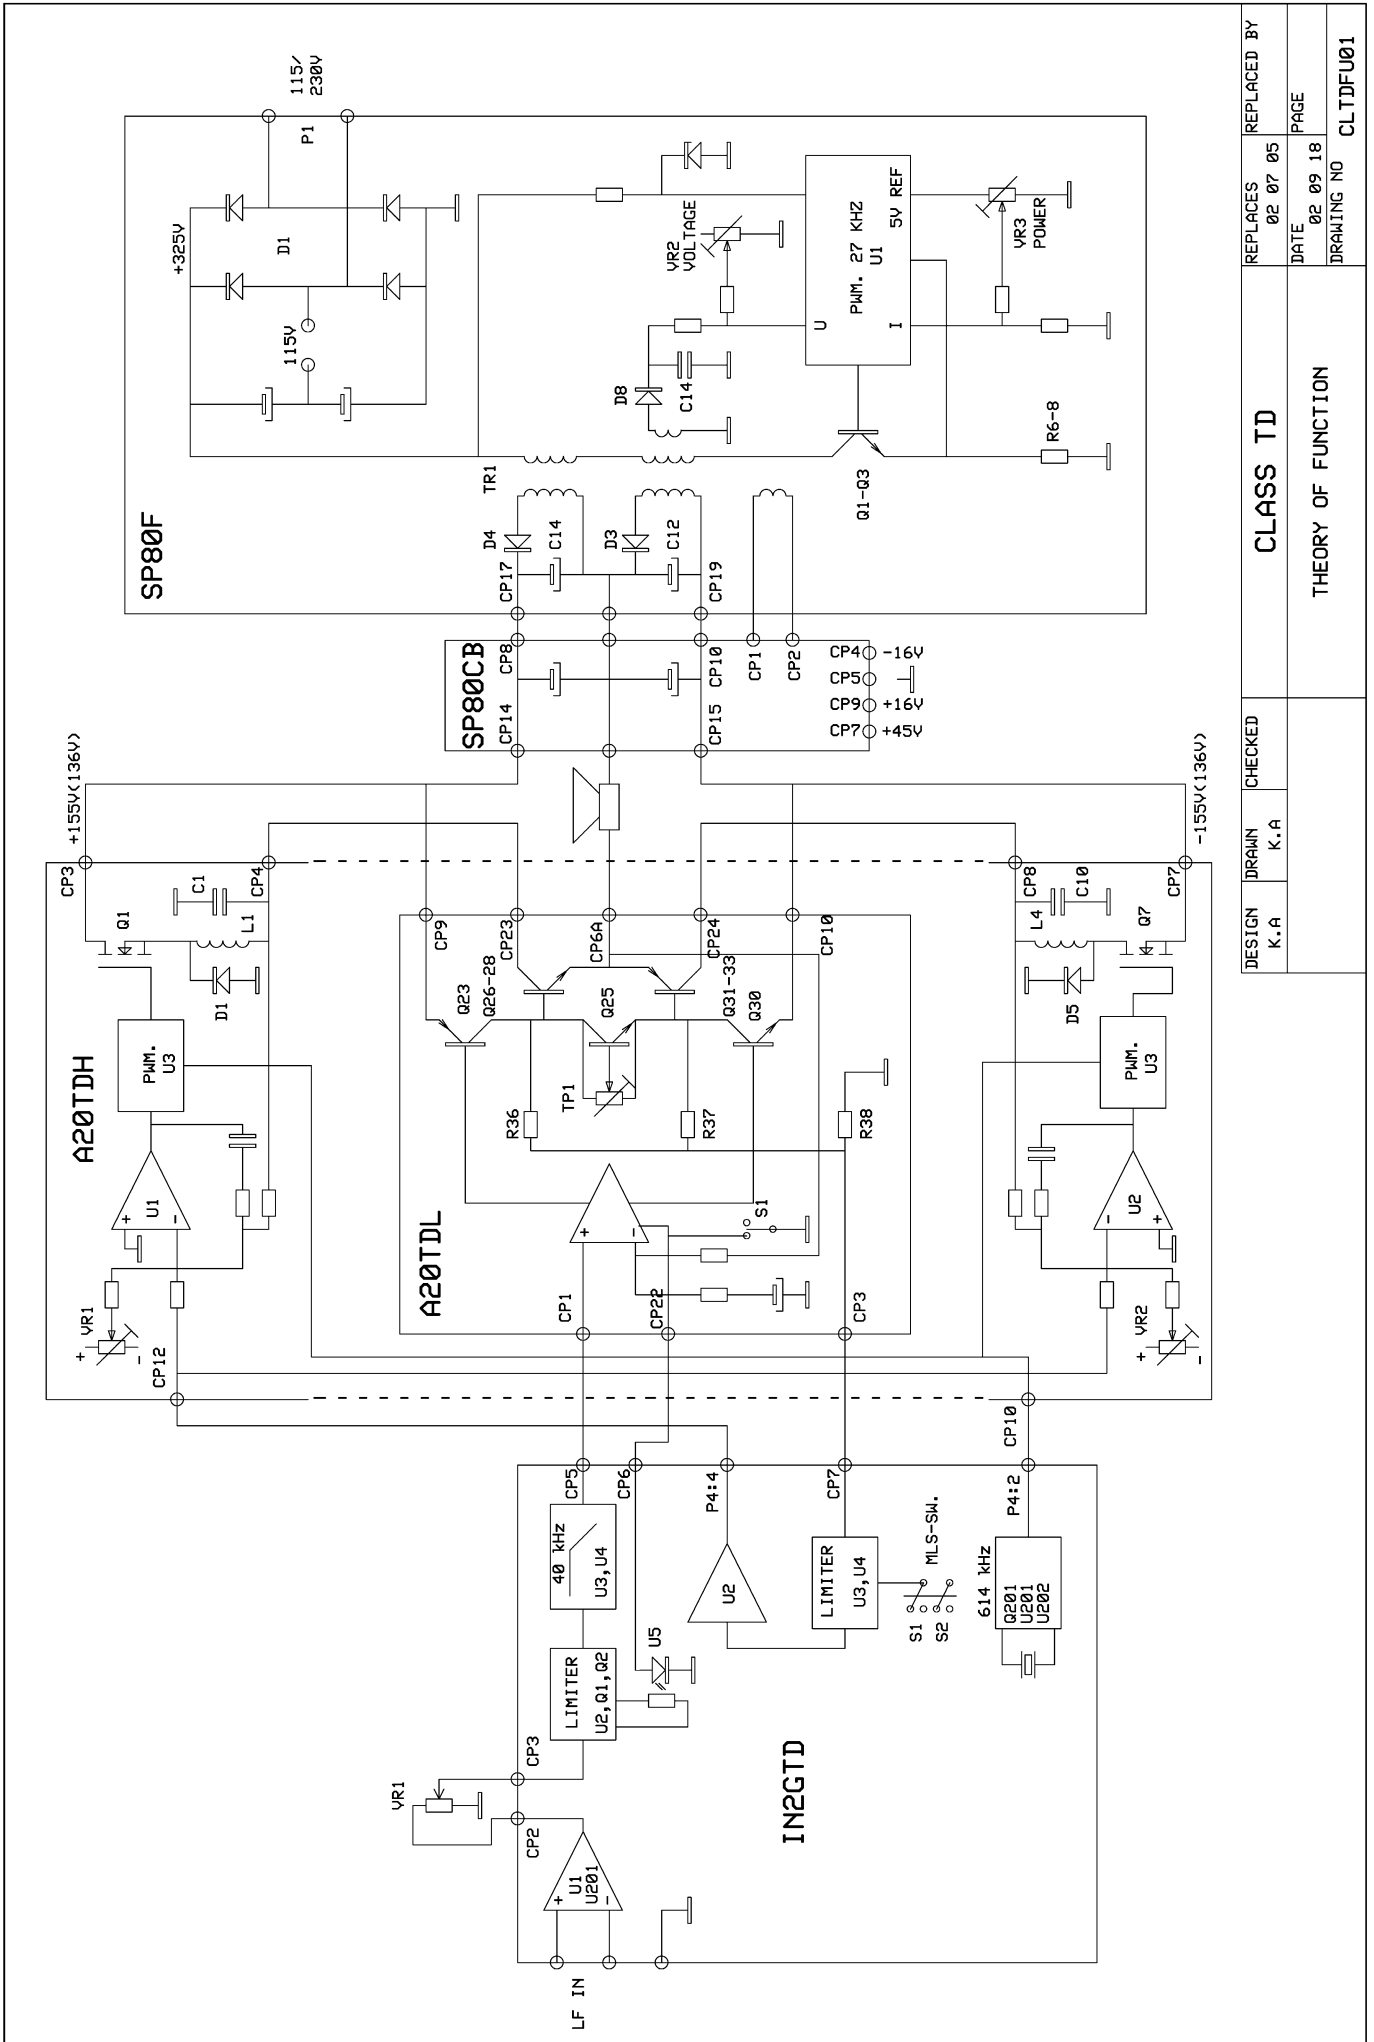 SP80F
+325V
D1
115V
P1
115/
230V
TR1
D4
C14
D3
C12
CP17
CP19
D8
C14
VR2
VOLTAGE
U
I
PWM. 27 KHZ
U1
5V REF
VR3
POWER
Q1-Q3
R6-8
SP80CB
CP8
CP14
CP10
CP15
CP1
CP2
CP4
-16V
CP5
CP9
+16V
CP7
+45V
+155V(136V)
-155V(136V)
A20TDH
CP3
CP4
Q1
C1
L1
D1
PWM.
U3
U1
+
-
VR1
+
-
CP12
CP8
CP7
L4
C10
Q7
D5
PWM.
U3
U2
-
+
VR2
+
-
CP10
A20TDL
CP9
CP23
CP6A
CP24
CP10
Q23
Q26-28
Q25
Q31-33
Q30
TP1
R36
R37
R38
+
-
S1
CP1
CP22
CP3
IN2GTD
CP5
CP6
P4:4
CP7
P4:2
40 kHz
U3,U4
LIMITER
U2,Q1,Q2
U5
U2
LIMITER
U3,U4
MLS-SW.
S1
S2
614 kHz
Q201
U201
U202
VR1
CP3
CP2
U1
U201
+
-
LF IN
DESIGN
K.A
DRAWN
K.A
CHECKED
CLASS TD
THEORY OF FUNCTION
REPLACES
02 07 05
REPLACED BY
DATE
02 09 18
PAGE
DRAWING NO
CLTDFU01